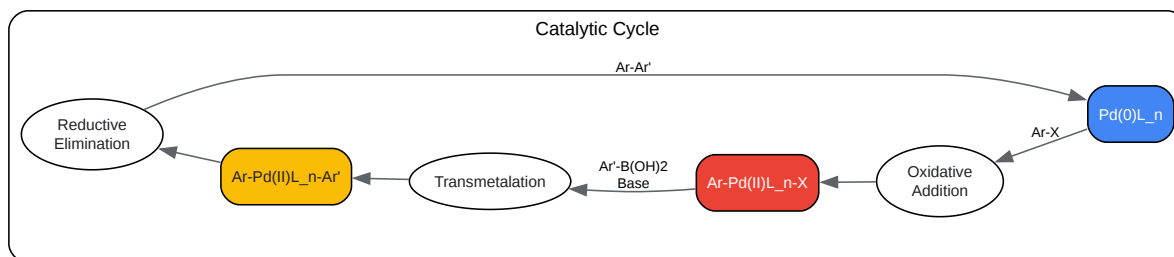 Catalytic Cycle
Ar-Ar'
Reductive
Elimination
Pd(0)L_n
Ar-X
Ar-Pd(II)L_n-Ar'
Transmetalation
Ar'-B(OH)2
Base
Ar-Pd(II)L_n-X
Oxidative
Addition